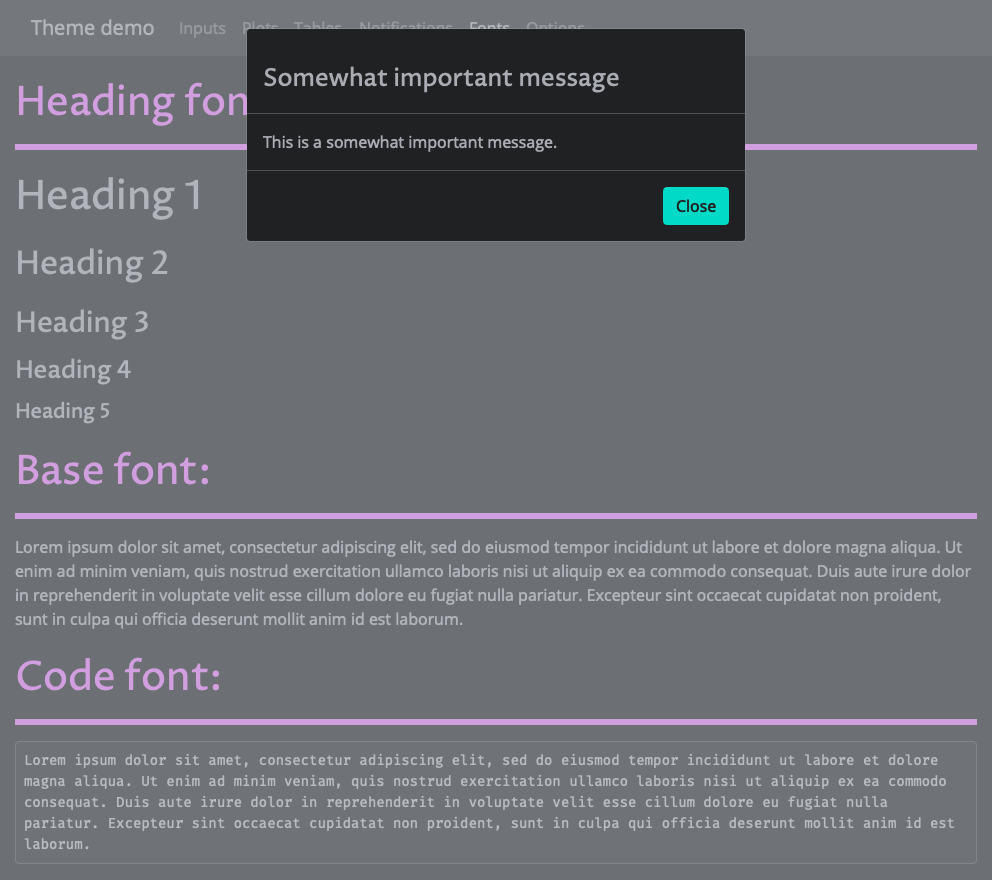 Theme demo Inputs Plots Tables Notifications Fonts Options
Somewhat important message
This is a somewhat important message.
Close
Heading fon
Heading 1
Heading 2
Heading 3
Heading 4
Heading 5
Base font:
Lorem ipsum dolor sit amet, consectetur adipiscing elit, sed do eiusmod tempor incididunt ut labore et dolore magna aliqua. Ut
enim ad minim veniam, quis nostrud exercitation ullamco laboris nisi ut aliquip ex ea commodo consequat. Duis aute irure dolor
in reprehenderit in voluptate velit esse cillum dolore eu fugiat nulla pariatur. Excepteur sint occaecat cupidatat non proident,
sunt in culpa qui officia deserunt mollit anim id est laborum.
Code font:
Lorem ipsum dolor sit amet, consectetur adipiscing elit, sed do eiusmod tempor incididunt ut labore et dolore
magna aliqua. Ut enim ad minim veniam, quis nostrud exercitation ullamco laboris nisi ut aliquip ex ea commodo
consequat. Duis aute irure dolor in reprehenderit in voluptate velit esse cillum dolore eu fugiat nulla
pariatur. Excepteur sint occaecat cupidatat non proident, sunt in culpa qui officia deserunt mollit anim id est
laborum.